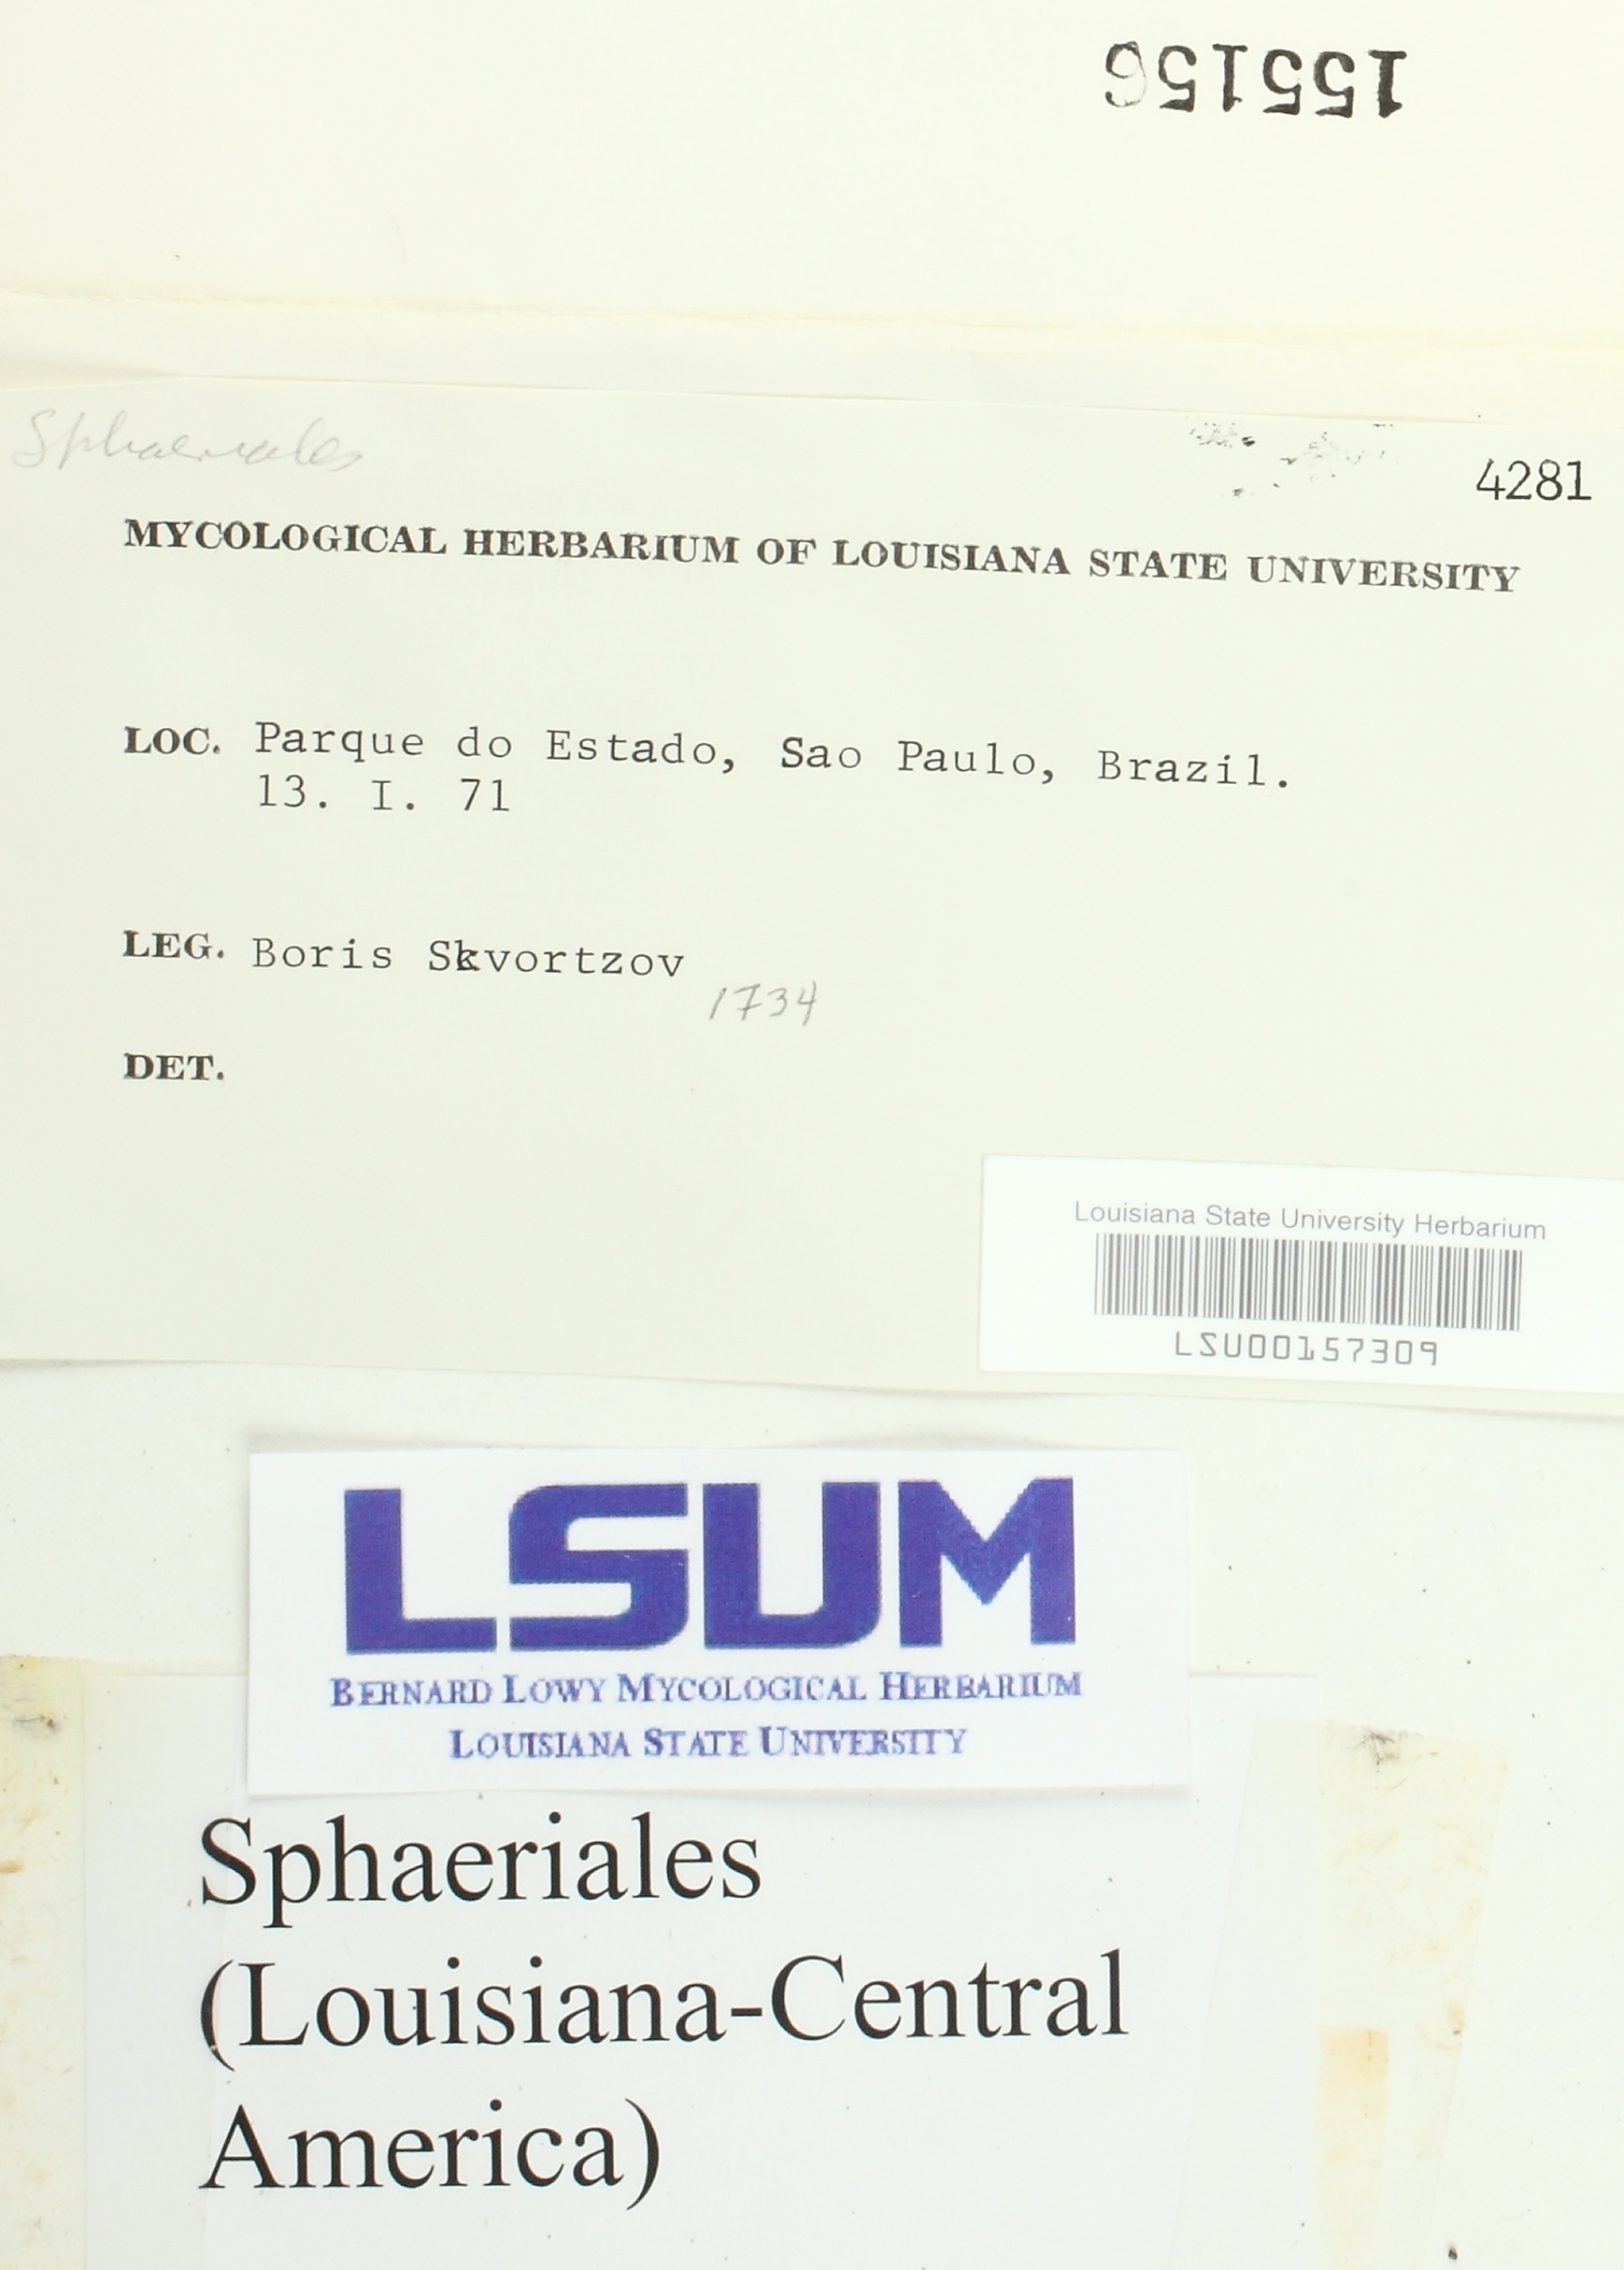 155156
Sphaeriales
4281
MYCOLOGICAL HERBARIUM OF LOUISIANA STATE UNIVERSITY
LOC. Parque do Estado, Sao Paulo, Brazil.
13. I. 71
LEG. Boris Skvortzov
1734
DET.
Louisiana State University Herbarium
LSU00157309
LSUM
BERNARD LOWY MYCOLOGICAL HERBARIUM
LOUISIANA STATE UNIVERSITY
Sphaeriales
(Louisiana-Central
America)